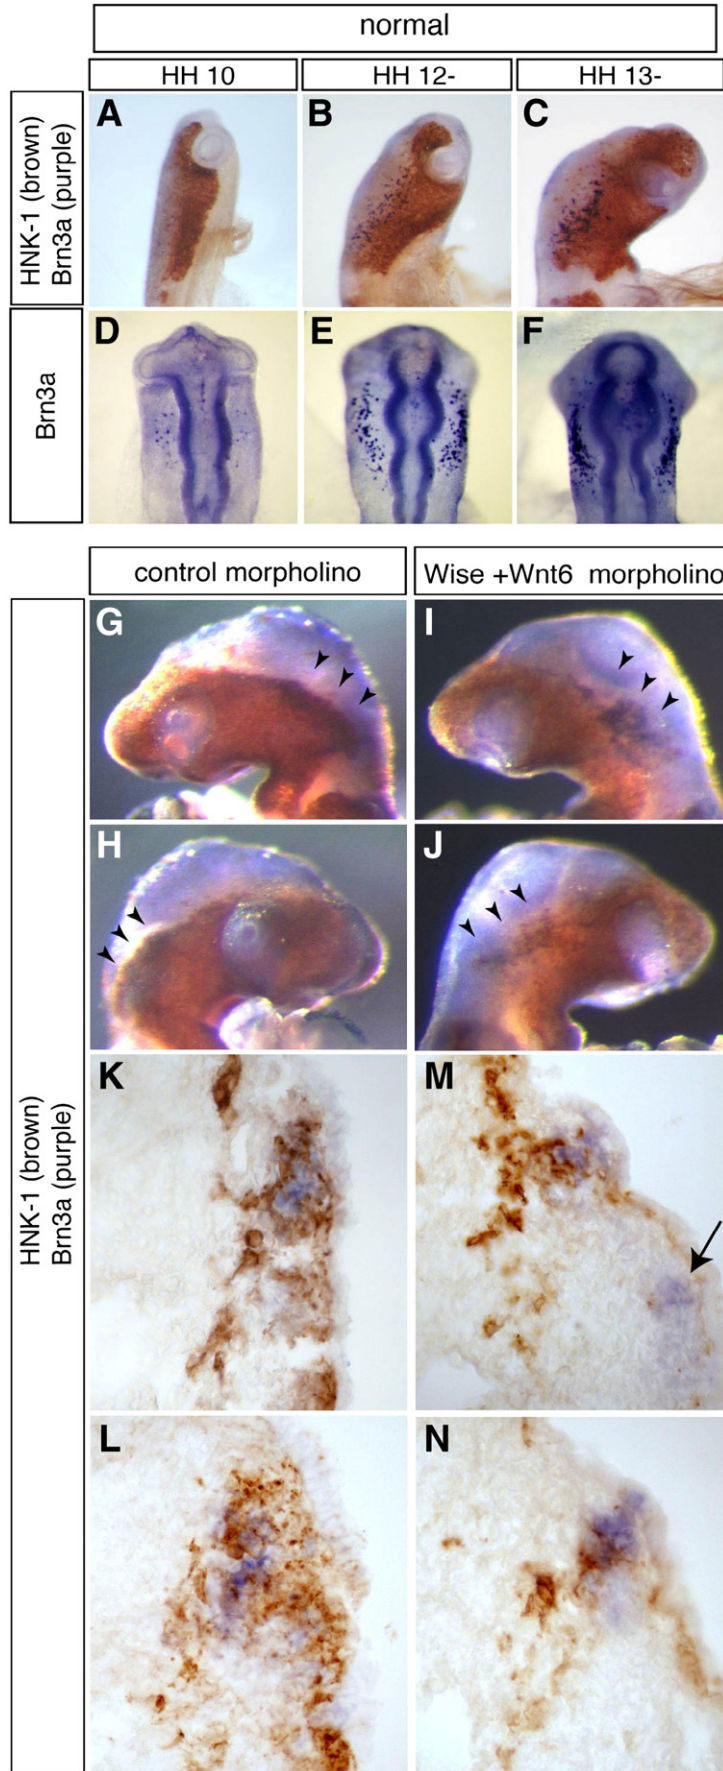 normal
HH 10 HH 12- HH 13-
HNK-1 (brown)
Brn3a (purple)
A B C
Brn3a
D E F
control morpholino Wise +Wnt6 morpholino
HNK-1 (brown)
Brn3a (purple)
G I
H J
K M
L N